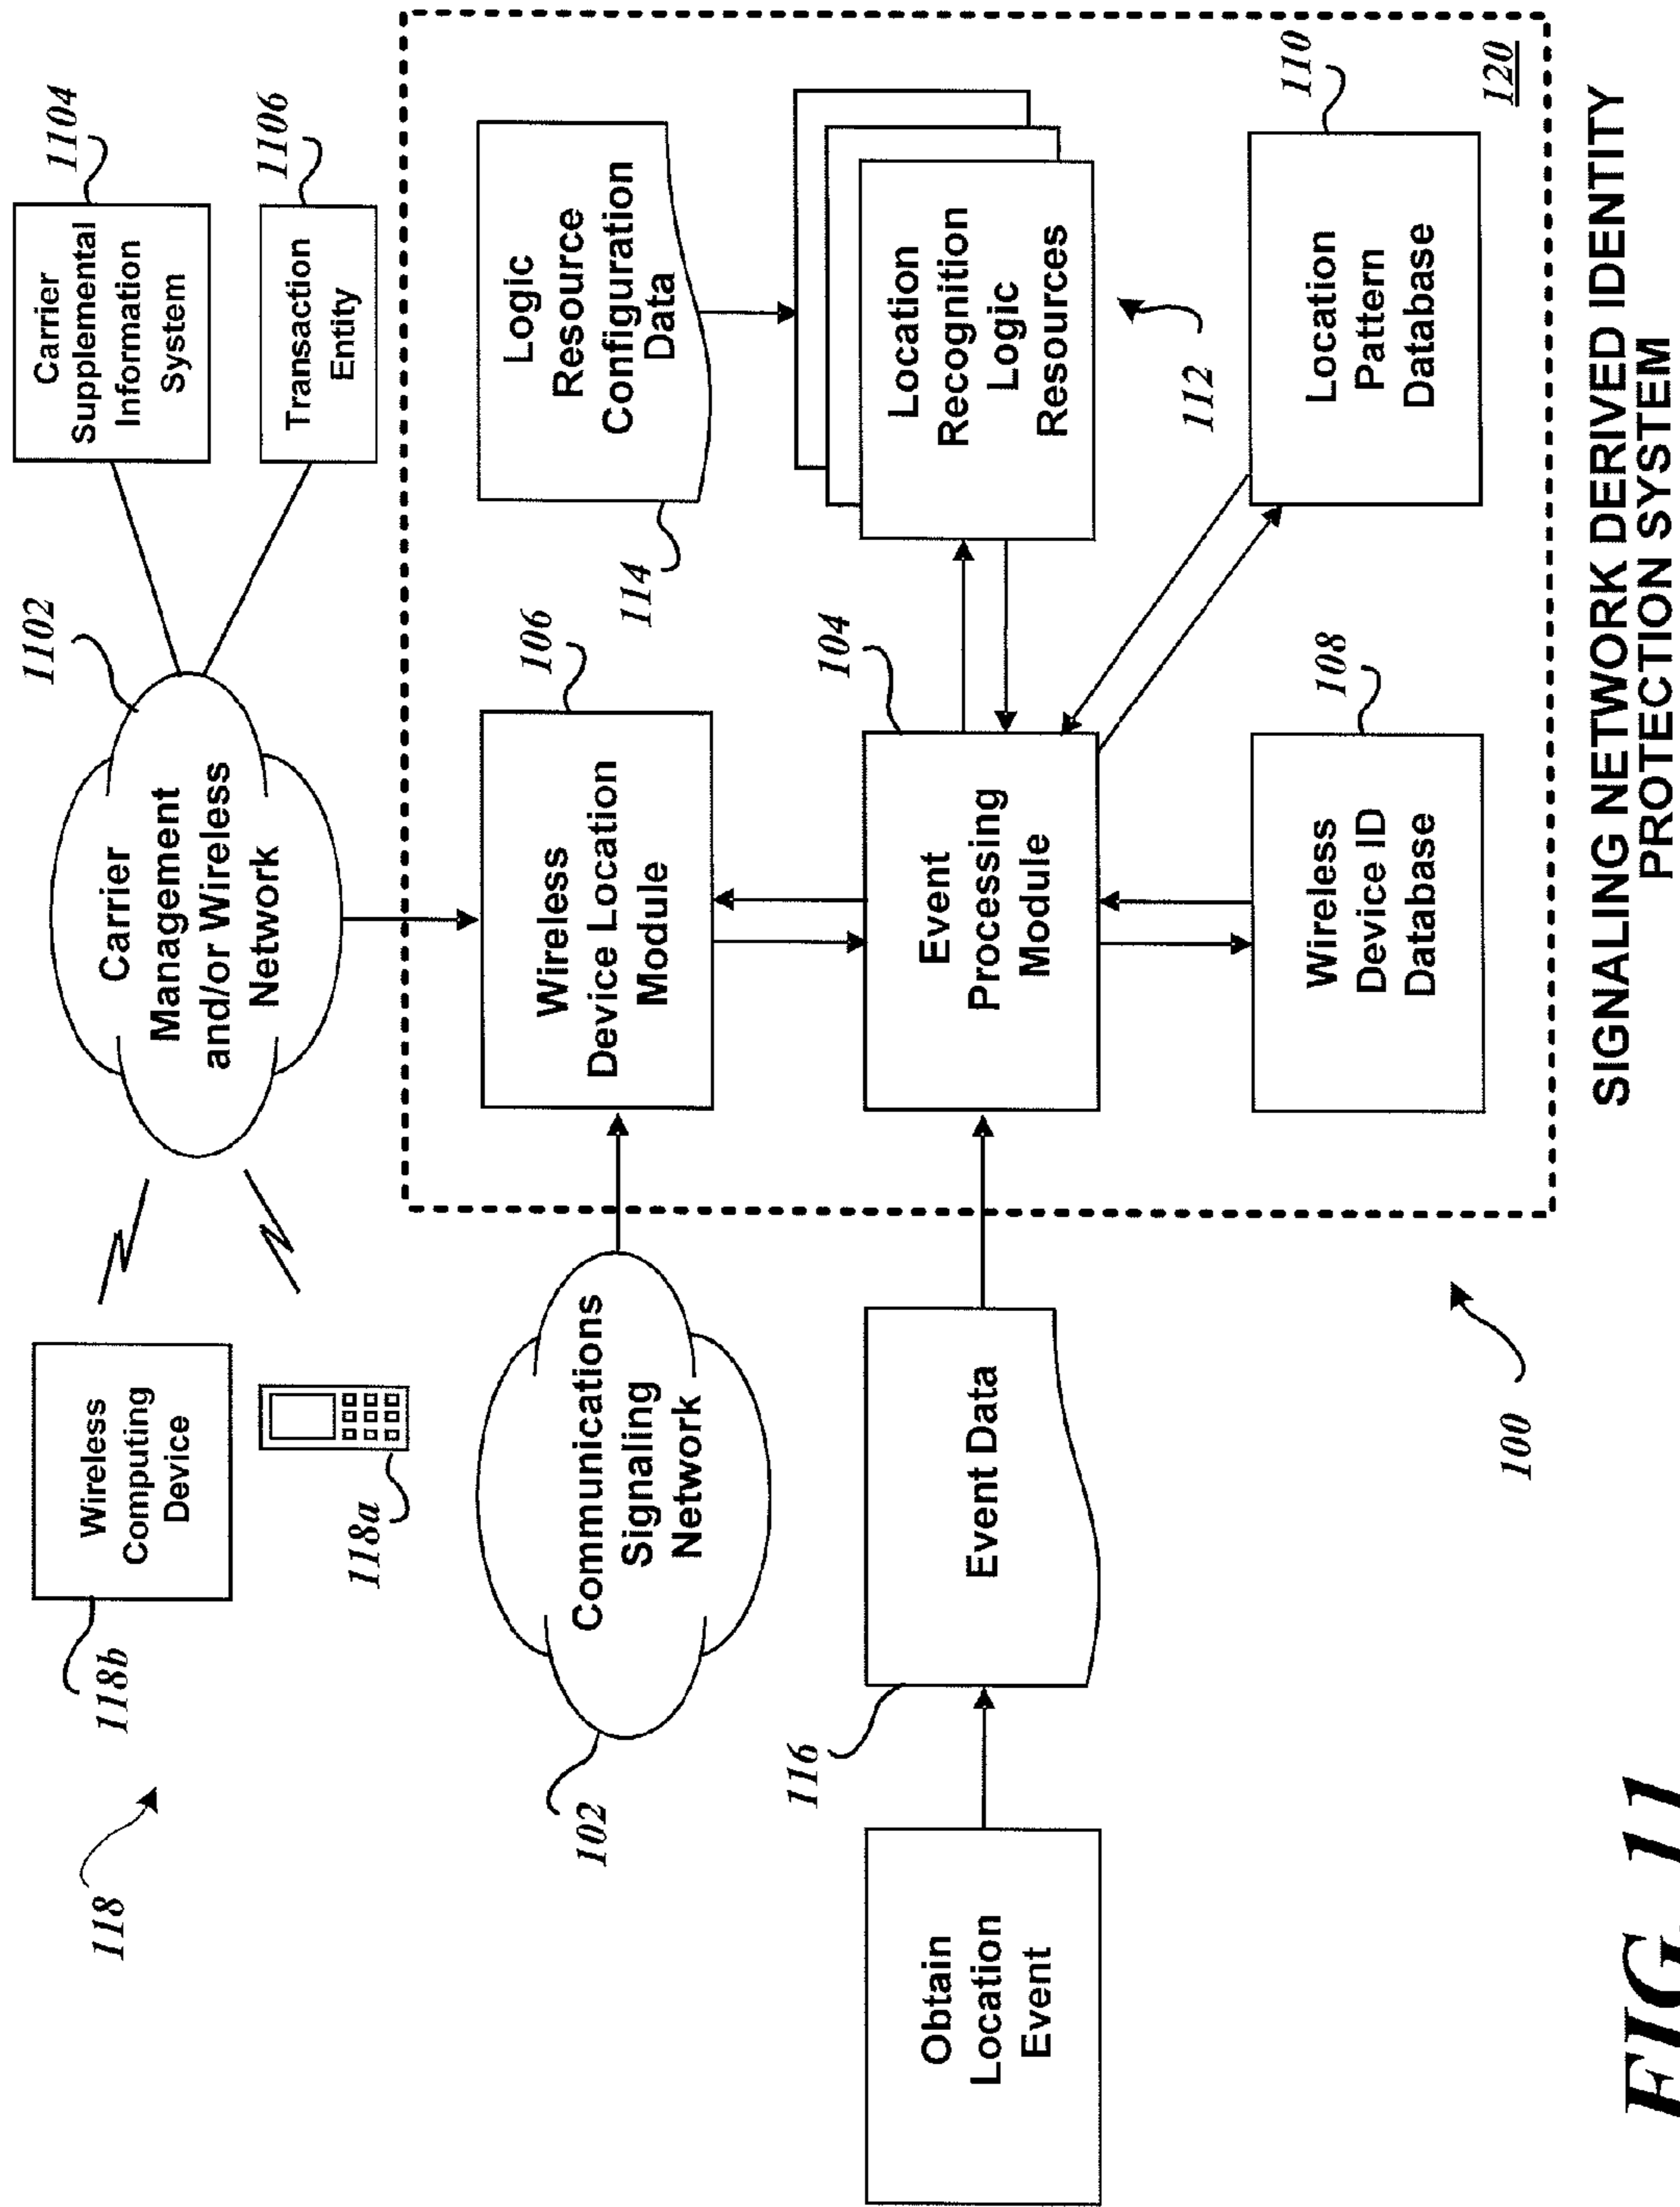 118
118b
Wireless
Computing
Device
118a
Carrier
Management
and/or Wireless
Network
1102
Carrier
Supplemental
Information
System
1104
Transaction
Entity
1106
102
Communications
Signaling
Network
Wireless
Device Location
Module
106
Logic
Resource
Configuration
Data
114
Obtain
Location
Event
116
Event Data
Event
Processing
Module
104
Location
Recognition
Logic
Resources
112
Wireless
Device ID
Database
108
Location
Pattern
Database
110
100
120
SIGNALING NETWORK DERIVED IDENTITY
PROTECTION SYSTEM
FIG. 11